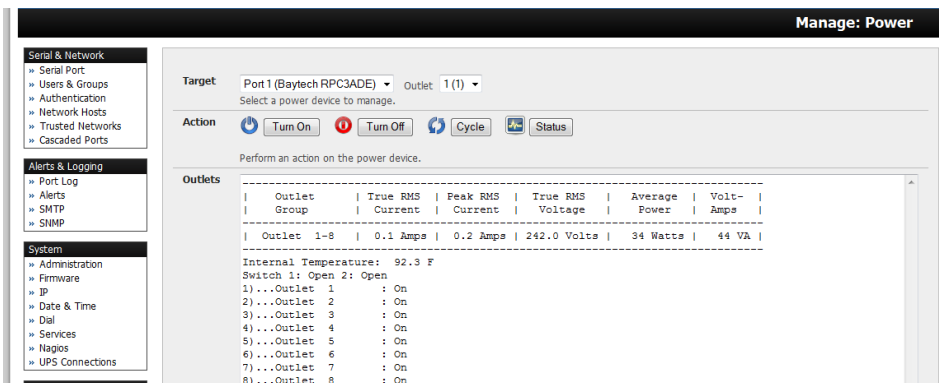 Manage: Power
Serial & Network
» Serial Port
» Users & Groups
» Authentication
» Network Hosts
» Trusted Networks
» Cascaded Ports
Alerts & Logging
» Port Log
» Alerts
» SMTP
» SNMP
System
» Administration
» Firmware
» IP
» Date & Time
» Dial
» Services
» Nagios
» UPS Connections
Target Port 1 (Baytech RPC3ADE) Outlet 1 (1)
Select a power device to manage.
Action Turn On Turn Off Cycle Status
Perform an action on the power device.
Outlets
| Outlet | True RMS | Peak RMS | True RMS | Average | Volt- |
| Group | Current | Current | Voltage | Power | Amps |
| Outlet 1-8 | 0.1 Amps | 0.2 Amps | 242.0 Volts | 34 Watts | 44 VA |
Internal Temperature: 92.3 F
Switch 1: Open 2: Open
1)...Outlet 1 : On
2)...Outlet 2 : On
3)...Outlet 3 : On
4)...Outlet 4 : On
5)...Outlet 5 : On
6)...Outlet 6 : On
7)...Outlet 7 : On
8)...Outlet 8 : On